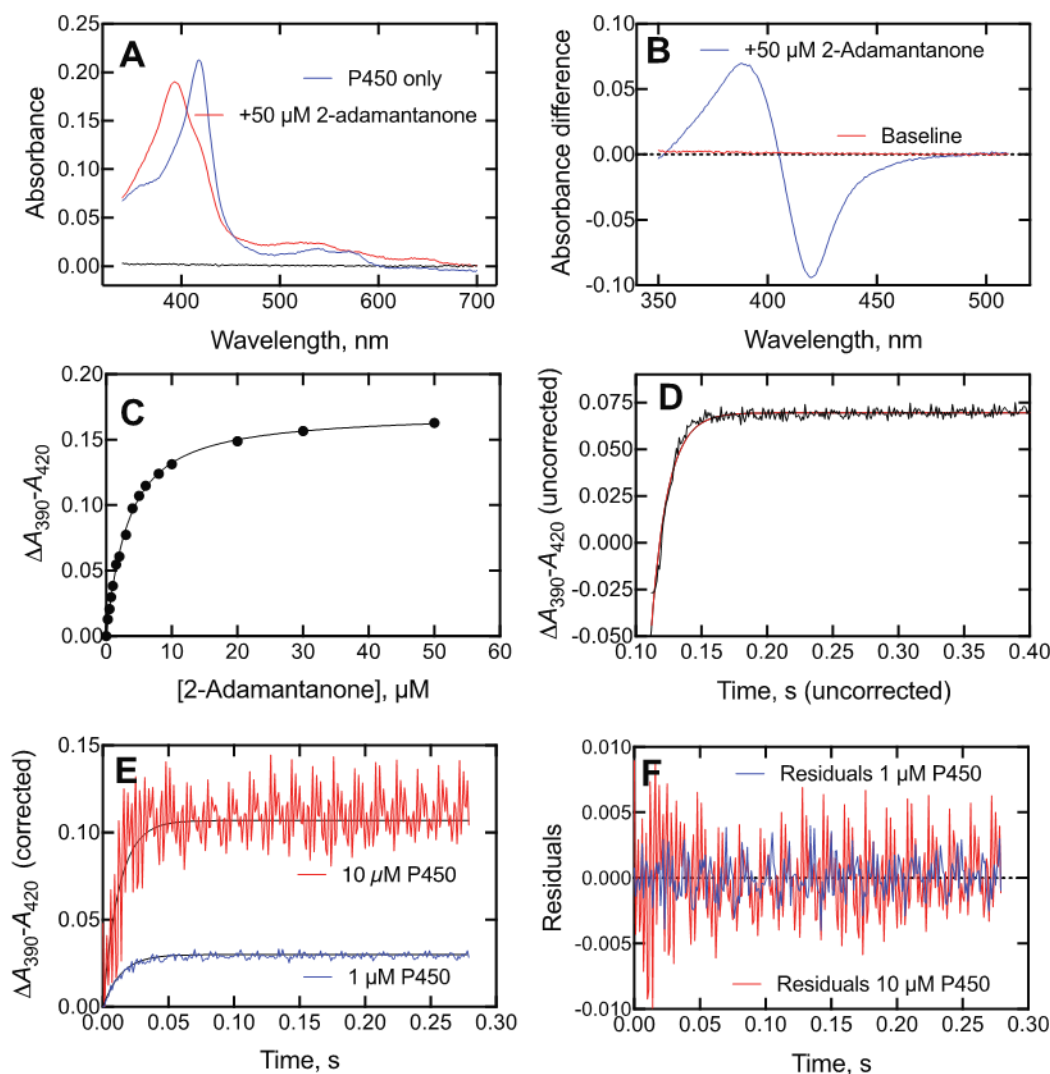 A
P450 only
+50 µM 2-adamantanone
0.25
0.20
0.15
0.10
0.05
0.00
Absorbance
400 500 600 700
Wavelength, nm
B
+50 µM 2-Adamantanone
Baseline
0.10
0.05
0.00
-0.05
-0.10
Absorbance difference
350 400 450 500
Wavelength, nm
C
0.20
0.15
0.10
0.05
0.00
ΔA390-A420
0 10 20 30 40 50 60
[2-Adamantanone], µM
D
0.075
0.050
0.025
0.000
-0.025
-0.050
ΔA390-A420 (uncorrected)
0.10 0.15 0.20 0.25 0.30 0.35 0.40
Time, s (uncorrected)
E
10 µM P450
1 µM P450
0.15
0.10
0.05
0.00
ΔA390-A420 (corrected)
0.00 0.05 0.10 0.15 0.20 0.25 0.30
Time, s
F
Residuals 1 µM P450
Residuals 10 µM P450
0.010
0.005
0.000
-0.005
-0.010
Residuals
0.00 0.05 0.10 0.15 0.20 0.25 0.30
Time, s